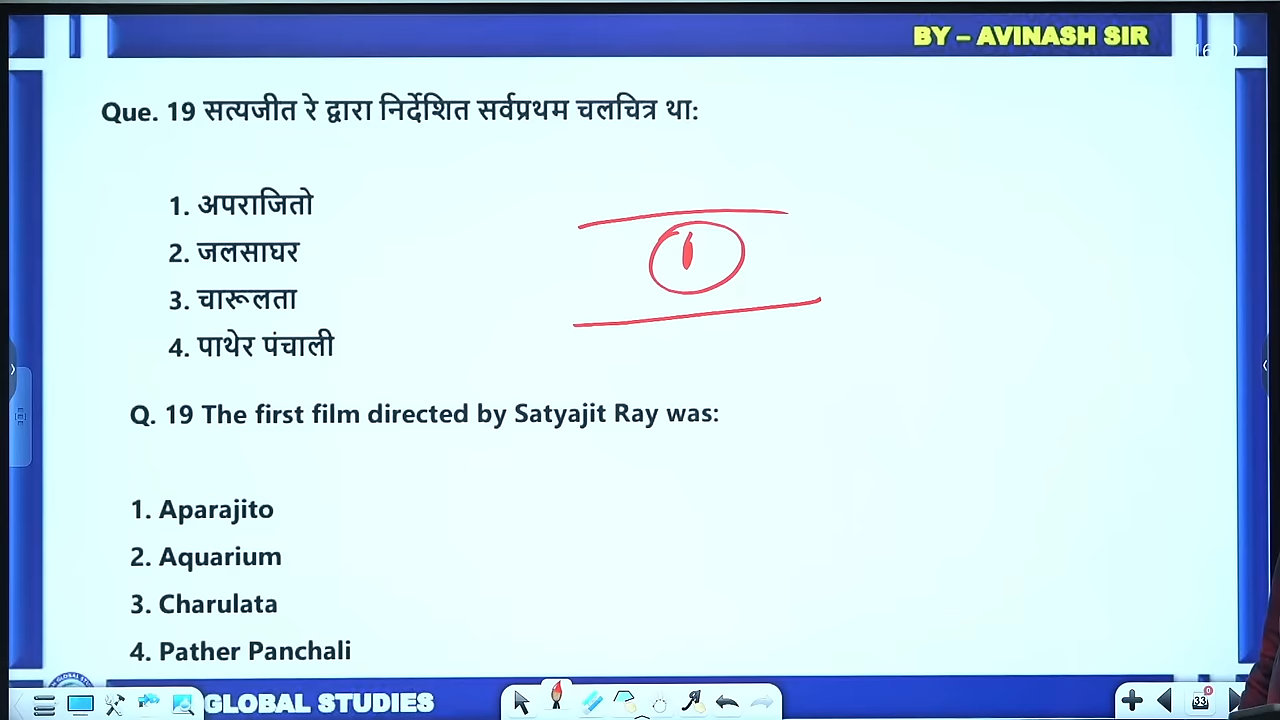 BY – AVINASH SIR
Que. 19 सत्यजीत रे द्वारा निर्देशित सर्वप्रथम चलचित्र था:
1. अपराजितो
2. जलसाघर
3. चारूलता
4. पाथेर पंचाली
1
Q. 19 The first film directed by Satyajit Ray was:
1. Aparajito
2. Aquarium
3. Charulata
4. Pather Panchali
GLOBAL STUDIES
33
0